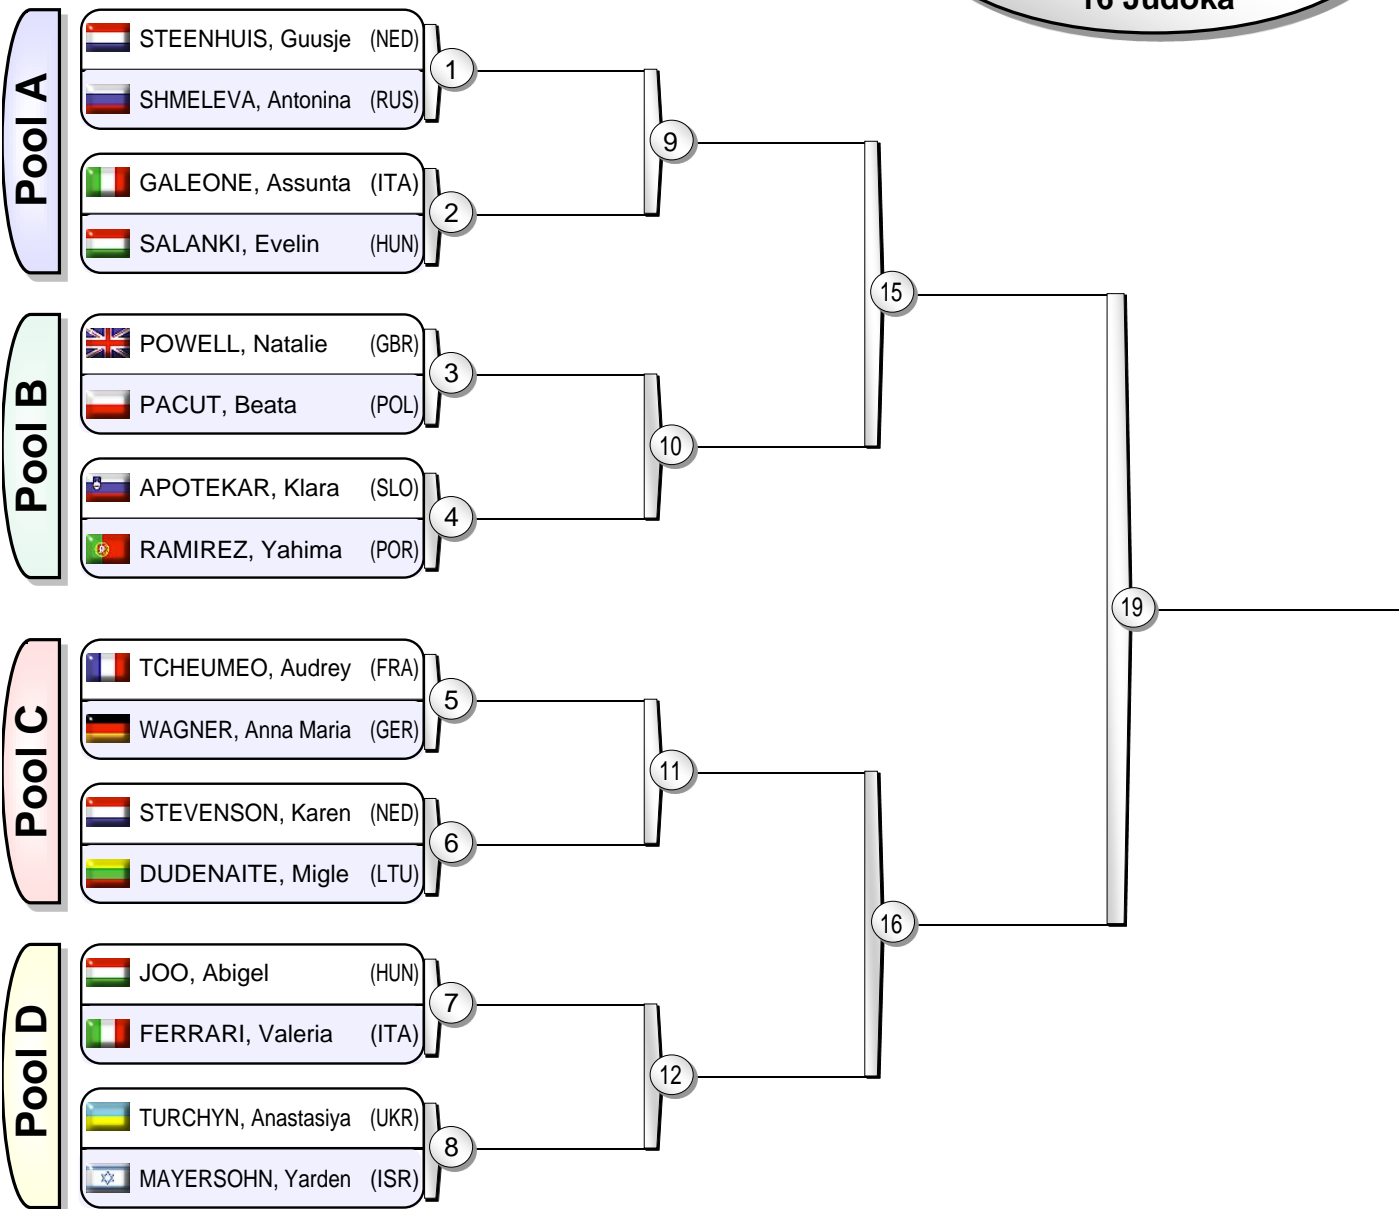 16 Judoka
Pool A
STEENHUIS, Guusje (NED)
1
SHMELEVA, Antonina (RUS)
9
GALEONE, Assunta (ITA)
2
SALANKI, Evelin (HUN)
15
Pool B
POWELL, Natalie (GBR)
3
PACUT, Beata (POL)
10
APOTEKAR, Klara (SLO)
4
RAMIREZ, Yahima (POR)
19
Pool C
TCHEUMEO, Audrey (FRA)
5
WAGNER, Anna Maria (GER)
11
STEVENSON, Karen (NED)
6
DUDENAITE, Migle (LTU)
16
Pool D
JOO, Abigel (HUN)
7
FERRARI, Valeria (ITA)
12
TURCHYN, Anastasiya (UKR)
8
MAYERSOHN, Yarden (ISR)